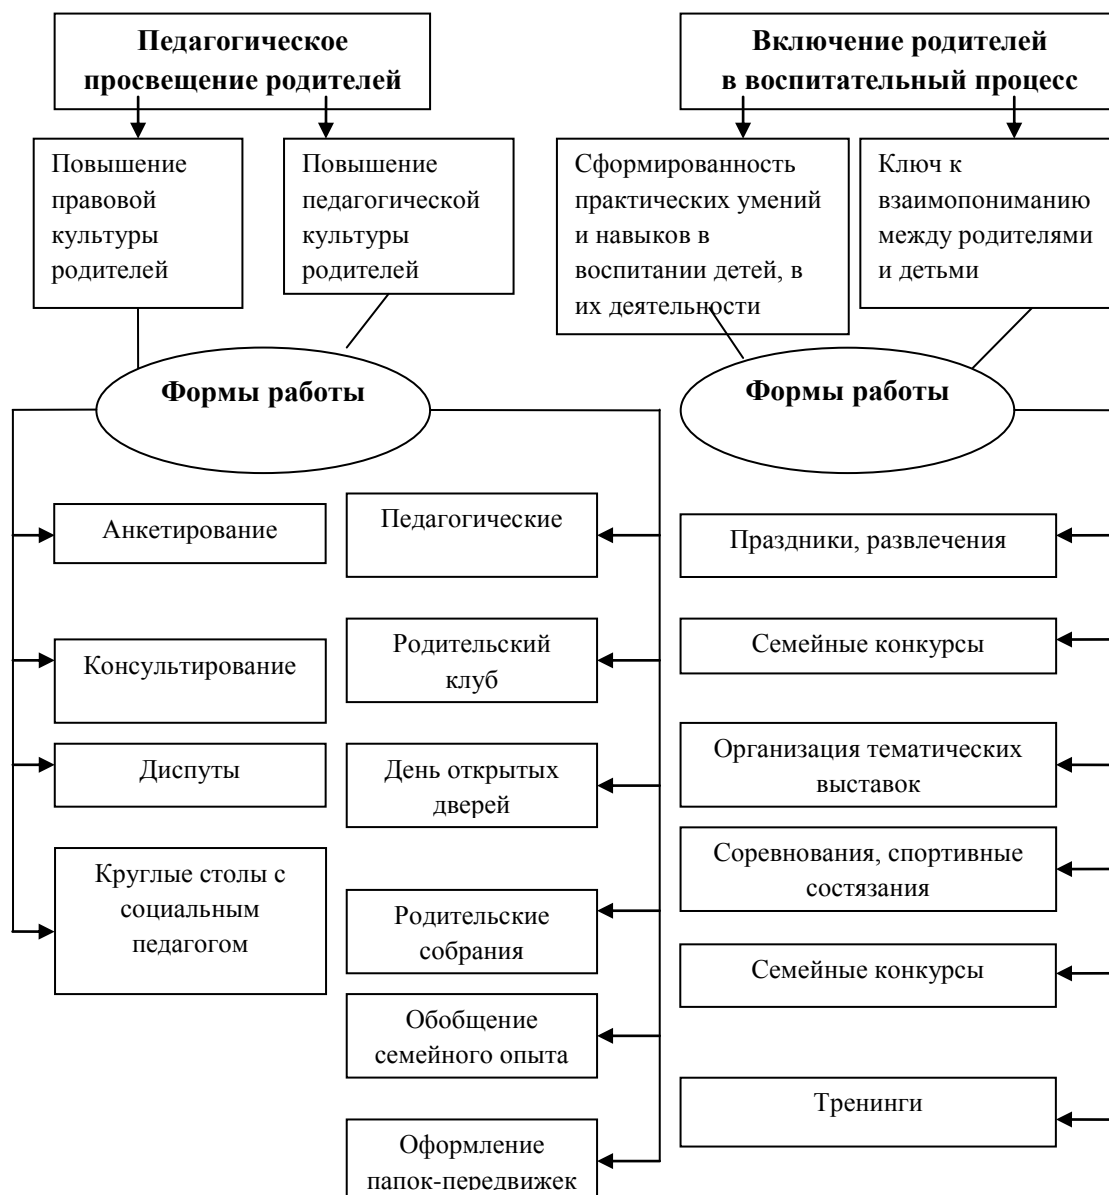 Педагогическое
просвещение родителей
Включение родителей
в воспитательный процесс
Повышение
правовой
культуры
родителей
Повышение
педагогической
культуры
родителей
Сформированность
практических умений
и навыков в
воспитании детей, в
их деятельности
Ключ к
взаимопониманию
между родителями
и детьми
Формы работы
Формы работы
Анкетирование
Консультирование
Диспуты
Круглые столы с
социальным
педагогом
Педагогические
Родительский
клуб
День открытых
дверей
Родительские
собрания
Обобщение
семейного опыта
Оформление
папок-передвижек
Праздники, развлечения
Семейные конкурсы
Организация тематических
выставок
Соревнования, спортивные
состязания
Семейные конкурсы
Тренинги